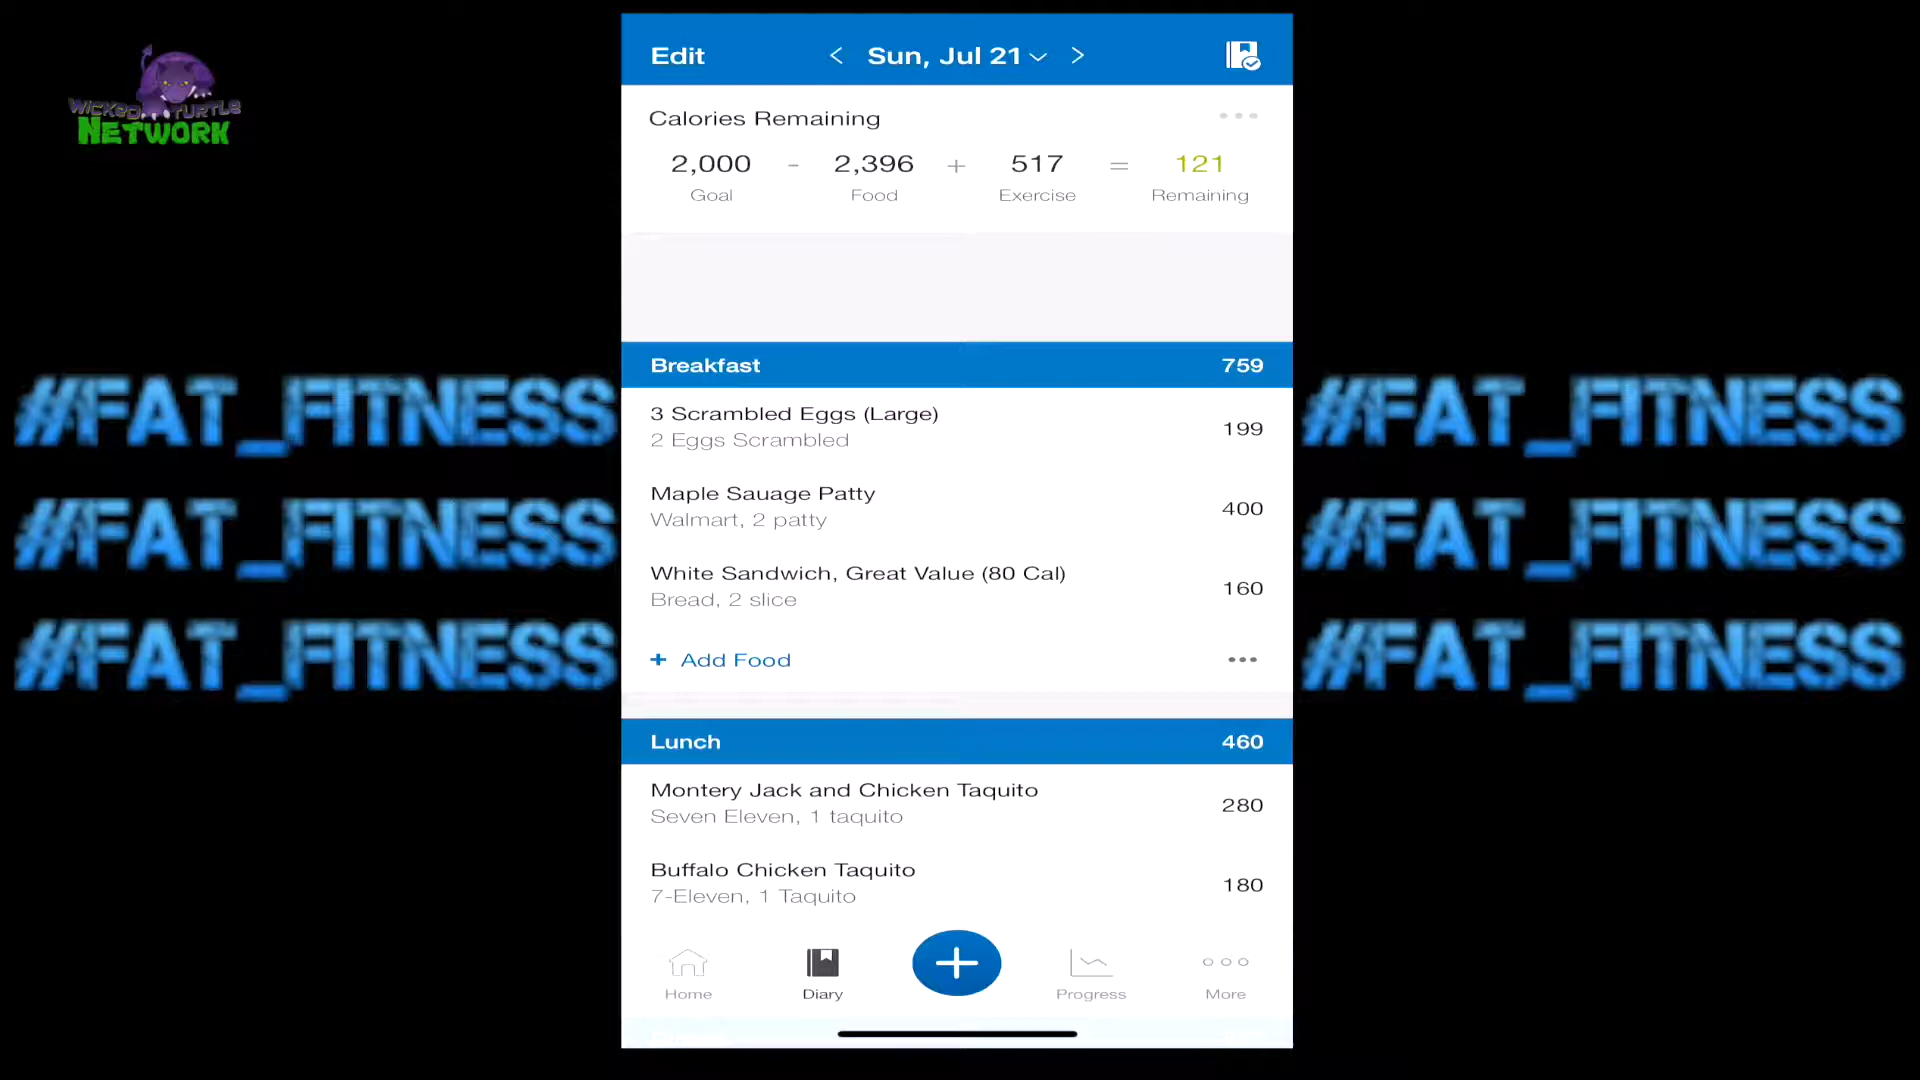 WICKED TURTLE
NETWORK
Edit
Sun, Jul 21
Calories Remaining
2,000 - 2,396 + 517 = 121
Goal Food Exercise Remaining
Breakfast 759
3 Scrambled Eggs (Large)
2 Eggs Scrambled
199
Maple Sauage Patty
Walmart, 2 patty
400
White Sandwich, Great Value (80 Cal)
Bread, 2 slice
160
+ Add Food
Lunch 460
Montery Jack and Chicken Taquito
Seven Eleven, 1 taquito
280
Buffalo Chicken Taquito
7-Eleven, 1 Taquito
180
Home Diary Progress More
#FAT_FITNESS
#FAT_FITNESS
#FAT_FITNESS
#FAT_FITNESS
#FAT_FITNESS
#FAT_FITNESS